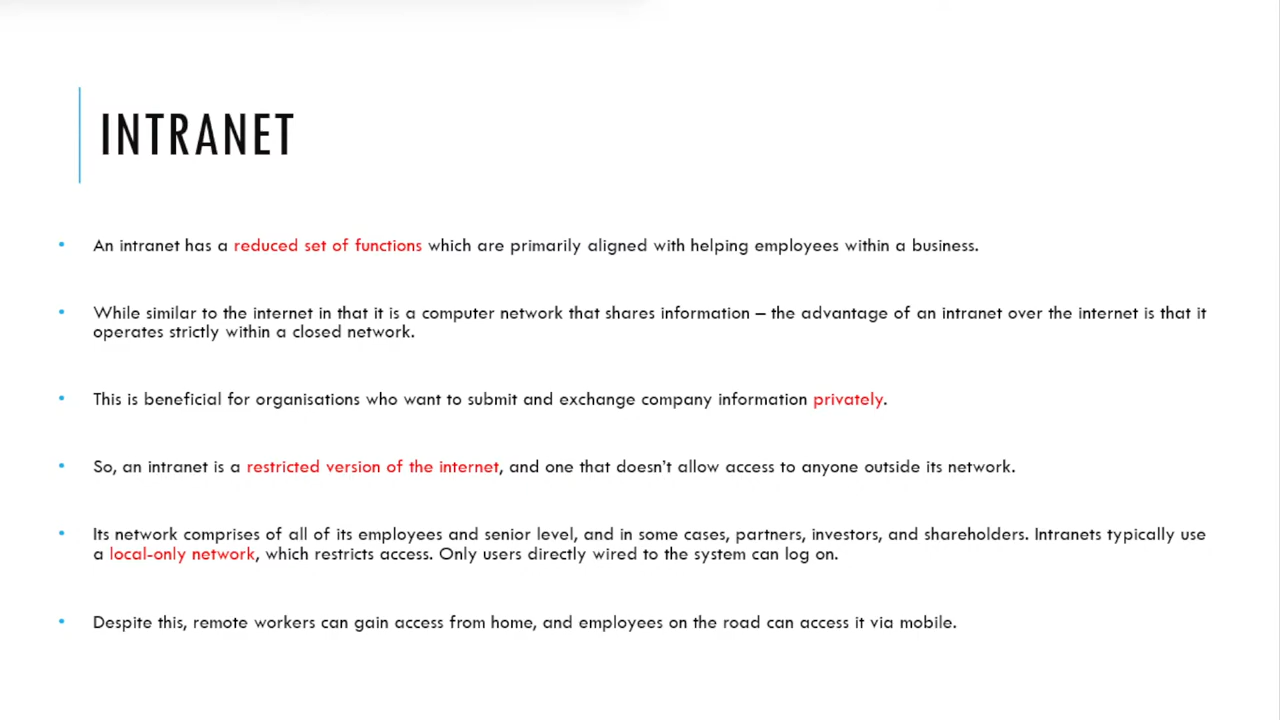 INTRANET
• An intranet has a reduced set of functions which are primarily aligned with helping employees within a business.
• While similar to the internet in that it is a computer network that shares information – the advantage of an intranet over the internet is that it
operates strictly within a closed network.
• This is beneficial for organisations who want to submit and exchange company information privately.
• So, an intranet is a restricted version of the internet, and one that doesn't allow access to anyone outside its network.
• Its network comprises of all of its employees and senior level, and in some cases, partners, investors, and shareholders. Intranets typically use
a local-only network, which restricts access. Only users directly wired to the system can log on.
• Despite this, remote workers can gain access from home, and employees on the road can access it via mobile.